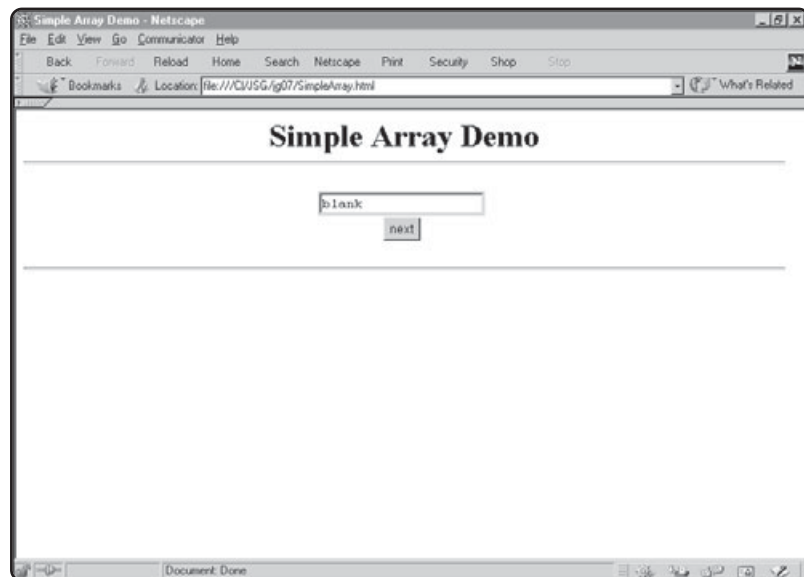 Simple Array Demo - Netscape
File Edit View Go Communicator Help
Back Forward Reload Home Search Netscape Print Security Shop Stop
Bookmarks Location: file:///C|/JSG/jg07/SimpleArray.html What's Related
Simple Array Demo
blank
next
Document: Done